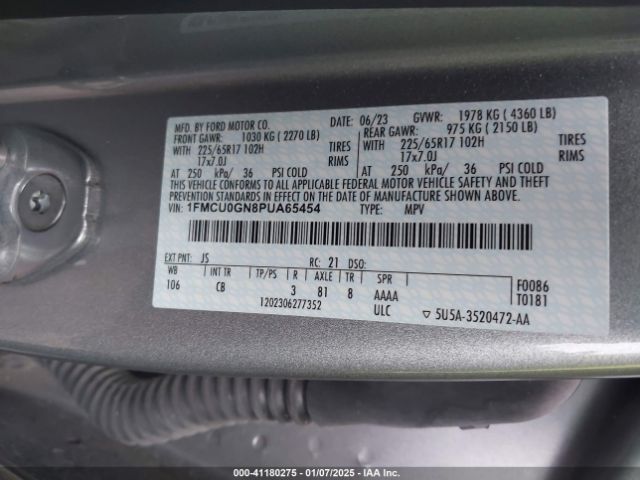 MFD. BY FORD MOTOR CO. DATE: 06/23 GVWR: 1978 KG ( 4360 LB)
FRONT GAWR: 1030 KG ( 2270 LB) REAR GAWR: 975 KG ( 2150 LB)
WITH 225/65R17 102H TIRES WITH 225/65R17 102H TIRES
17x7.0J RIMS 17x7.0J RIMS
AT 250 kPa/ 36 PSI COLD AT 250 kPa/ 36 PSI COLD
THIS VEHICLE CONFORMS TO ALL APPLICABLE FEDERAL MOTOR VEHICLE SAFETY AND THEFT PREVENTION
STANDARDS IN EFFECT ON THE DATE OF MANUFACTURE SHOWN ABOVE.
VIN: 1FMCU0GN8PUA65454 TYPE: MPV
EXT PNT: JS RC: 21 DSO:
WB INT TR TP/PS R AXLE TR SPR F0086
106 CB 3 81 8 AAAA T0181
1202306277352 ULC ▽ 5U5A-3520472-AA
000-41180275 - 01/07/2025 - IAA Inc.